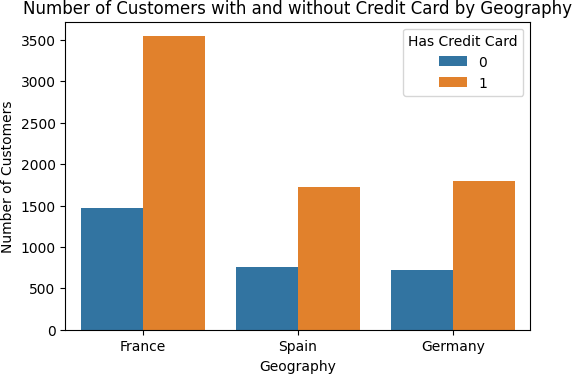 Number of Customers with and without Credit Card by Geography
Has Credit Card
0
1
3500
3000
2500
2000
1500
1000
500
0
Number of Customers
France Spain Germany
Geography